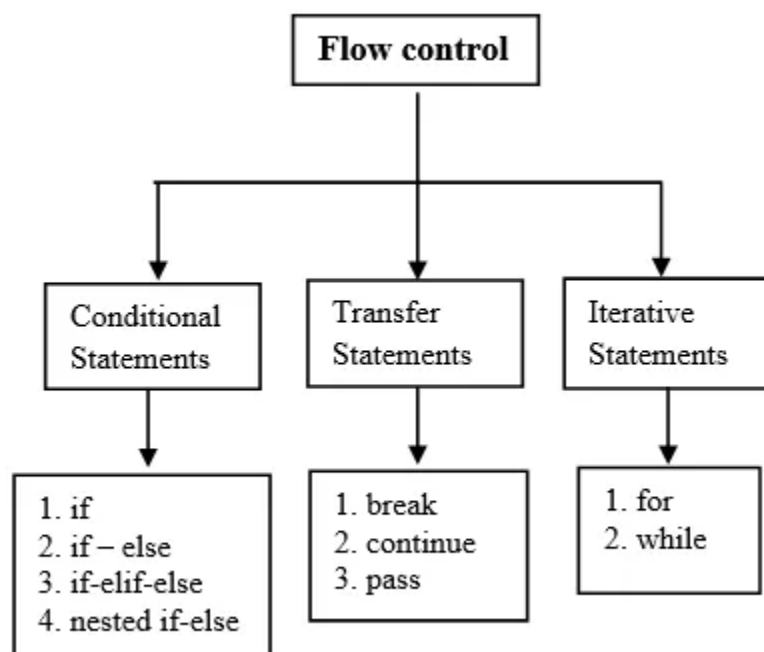 Flow control
Conditional
Statements
Transfer
Statements
Iterative
Statements
1. if
2. if – else
3. if-elif-else
4. nested if-else
1. break
2. continue
3. pass
1. for
2. while